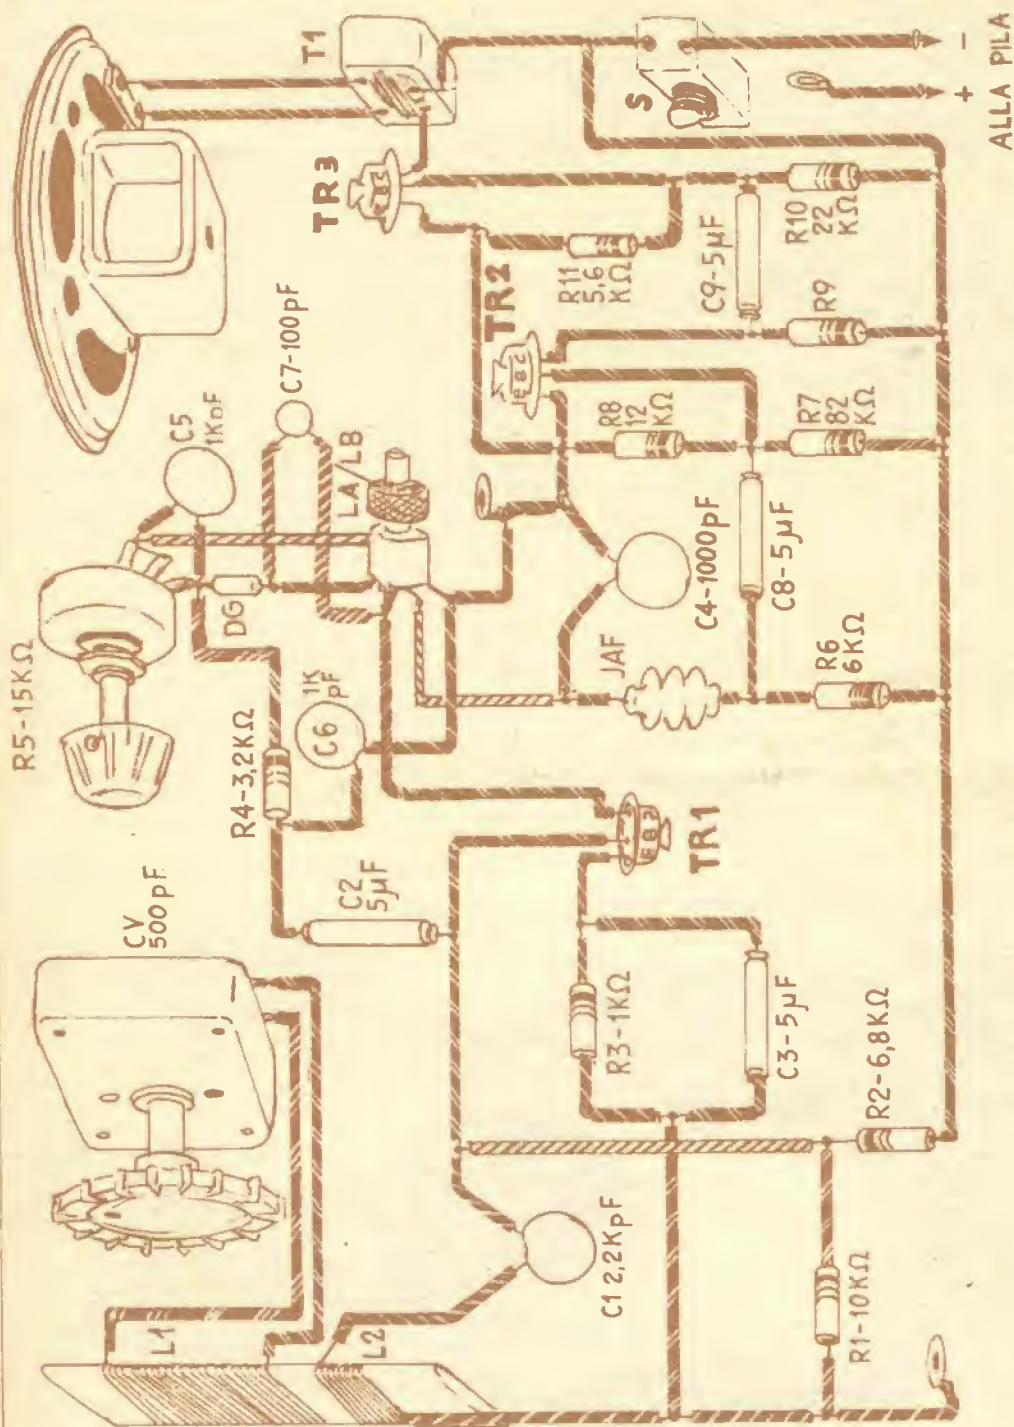 R5-15KΩ
C5
1KpF
T1
TR3
S
-
+
ALLA PILA
C7-100pF
LA
LB
DG
R11
5,6
KΩ
TR2
C9-5µF
R10
22
KΩ
R9
R8
12
KΩ
R7
82
KΩ
CV
500pF
R4-3,2KΩ
C6
1K
pF
C4-1000pF
C8-5µF
JAF
R6
6KΩ
C2
5µF
TR1
E B C
R3-1KΩ
C3-5µF
R2-6,8KΩ
L1
L2
C1 2,2KpF
R1-10KΩ